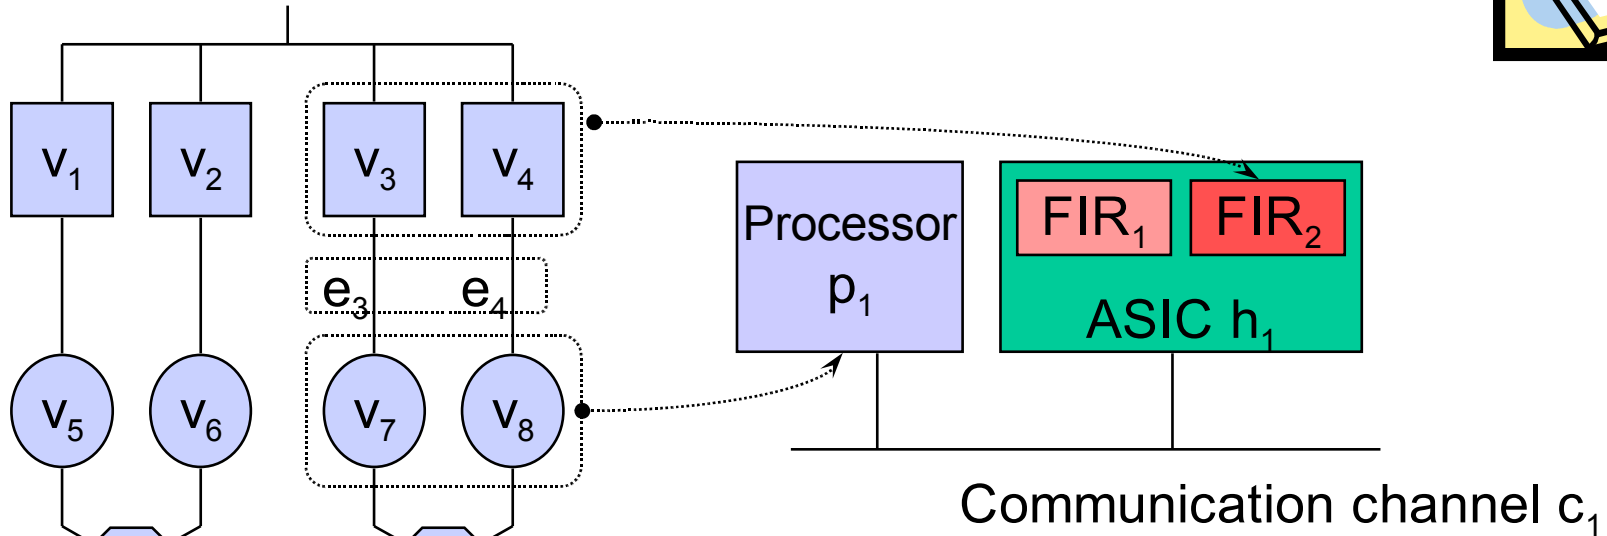 v₁ v₂ v₃ v₄
FIR₁ FIR₂
Processor
p₁
e₃ e₄
ASIC h₁
v₅ v₆ v₇ v₈
Communication channel c₁